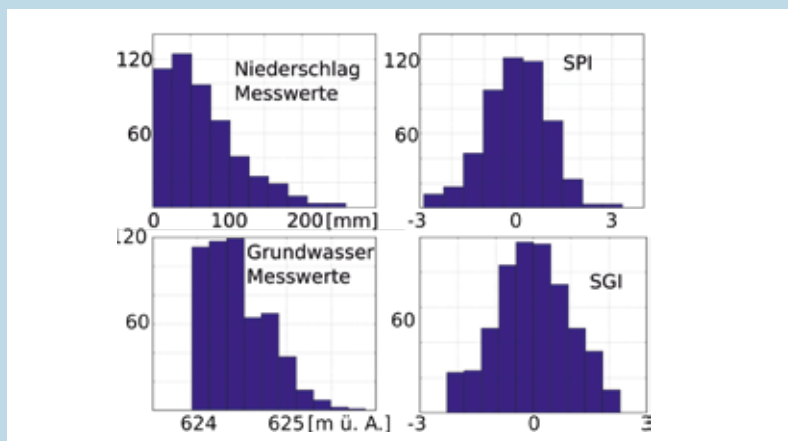 120
60
Niederschlag
Messwerte
0 100 200[mm]
120
60
SPI
-3 0 3
120
60
Grundwasser
Messwerte
624 625[m ü. A.]
60
SGI
-3 0 3